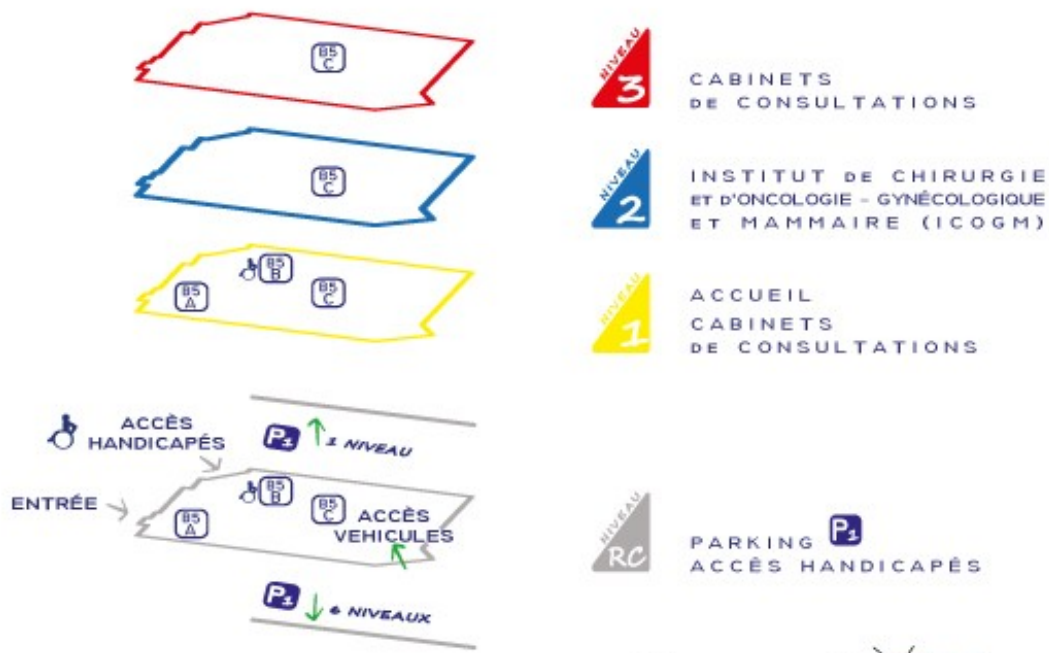 B5
C
NIVEAU
3
CABINETS
DE CONSULTATIONS
B5
C
NIVEAU
2
INSTITUT DE CHIRURGIE
ET D'ONCOLOGIE – GYNÉCOLOGIQUE
ET MAMMAIRE (ICOGM)
B5
B
B5
A
B5
C
NIVEAU
1
ACCUEIL
CABINETS
DE CONSULTATIONS
ACCÈS
HANDICAPÉS
P1 1 NIVEAU
ENTRÉE
B5
B
B5
A
B5
C
ACCÈS
VEHICULES
P1 6 NIVEAUX
NIVEAU
RC
PARKING P1
ACCÈS HANDICAPÉS